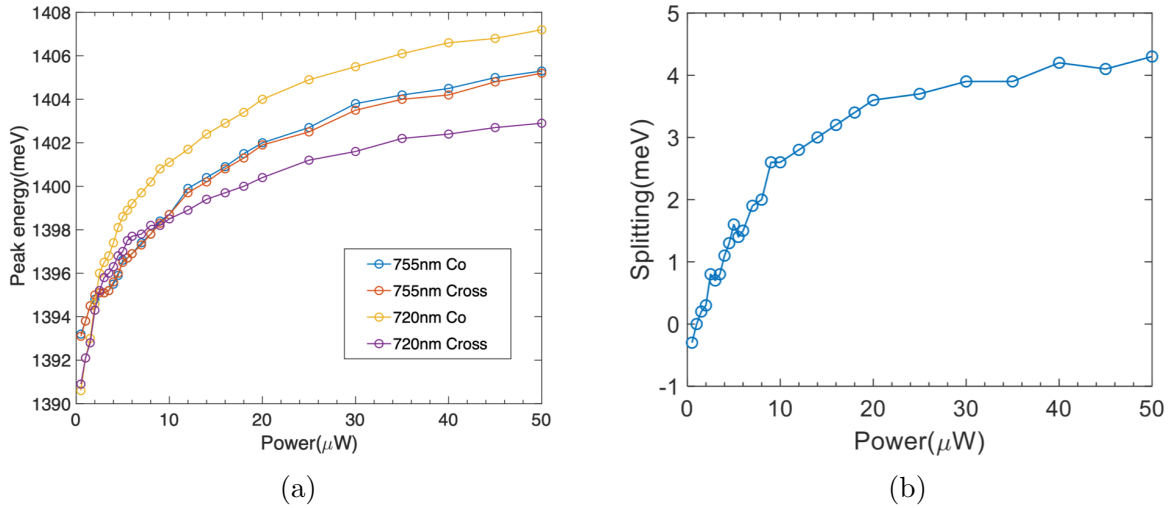 1408
1406
1404
1402
1400
1398
1396
1394
1392
1390
Peak energy(meV)
755nm Co
755nm Cross
720nm Co
720nm Cross
0 10 20 30 40 50
Power(μW)
(a)
5
4
3
2
1
0
-1
Splitting(meV)
0 10 20 30 40 50
Power(μW)
(b)